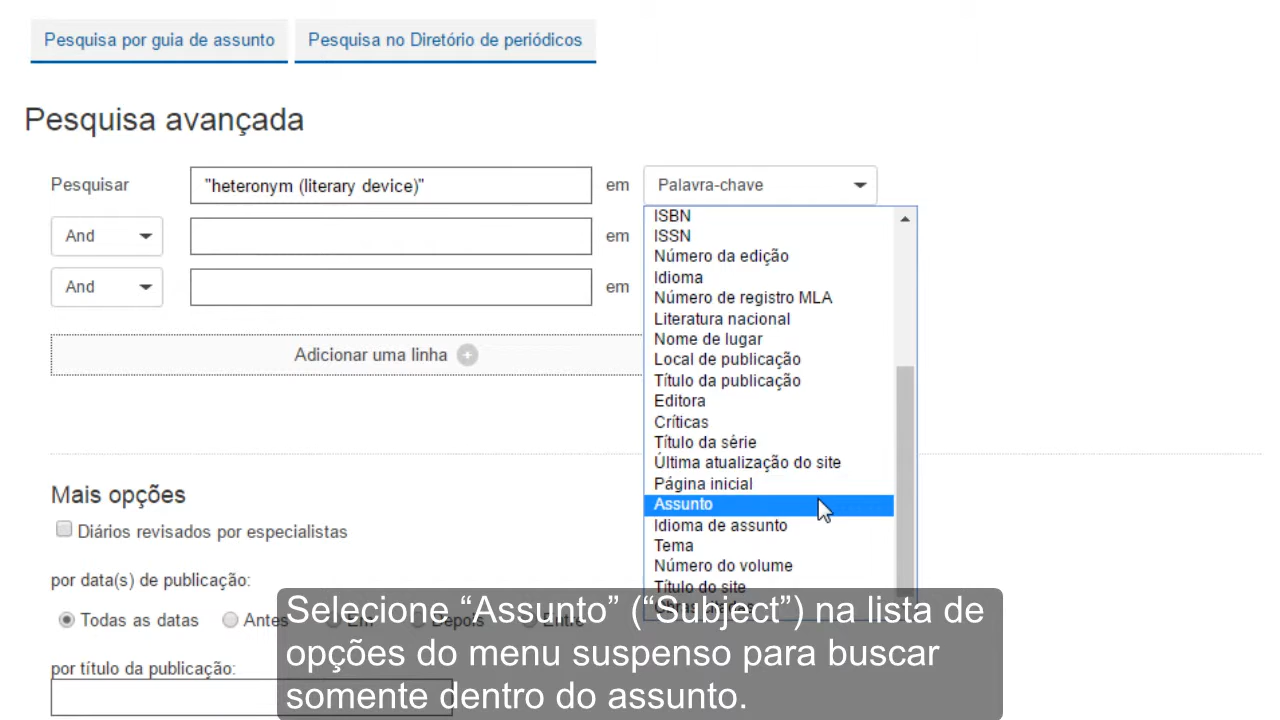 Pesquisa por guia de assunto
Pesquisa no Diretório de periódicos
Pesquisa avançada
Pesquisar "heteronym (literary device)" em Palavra-chave
And em
And em
ISBN
ISSN
Número da edição
Idioma
Número de registro MLA
Literatura nacional
Nome de lugar
Local de publicação
Título da publicação
Editora
Críticas
Título da série
Última atualização do site
Página inicial
Assunto
Idioma de assunto
Tema
Número do volume
Título do site
Adicionar uma linha
Mais opções
Diários revisados por especialistas
por data(s) de publicação:
Todas as datas Antes Em Depois Entre
por título da publicação:
Selecione “Assunto” (“Subject”) na lista de
opções do menu suspenso para buscar
somente dentro do assunto.